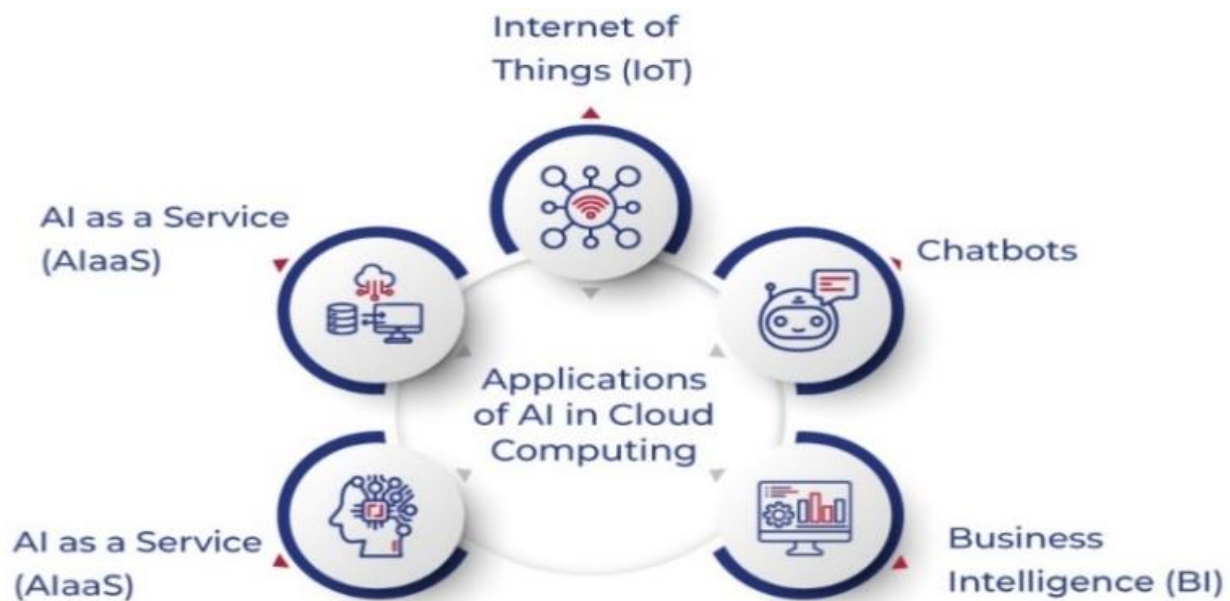 Internet of
Things (IoT)
AI as a Service
(AIaaS)
Chatbots
Applications
of AI in Cloud
Computing
AI as a Service
(AIaaS)
Business
Intelligence (BI)